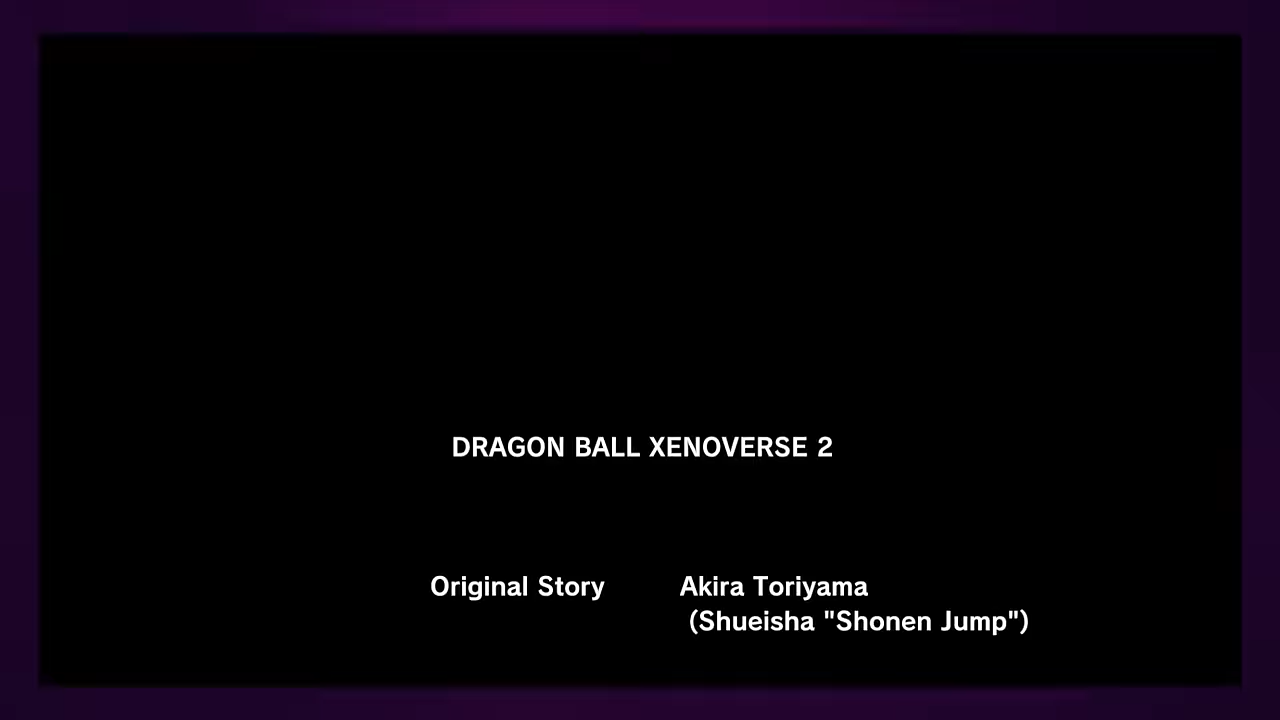 DRAGON BALL XENOVERSE 2
Original Story Akira Toriyama
(Shueisha "Shonen Jump")